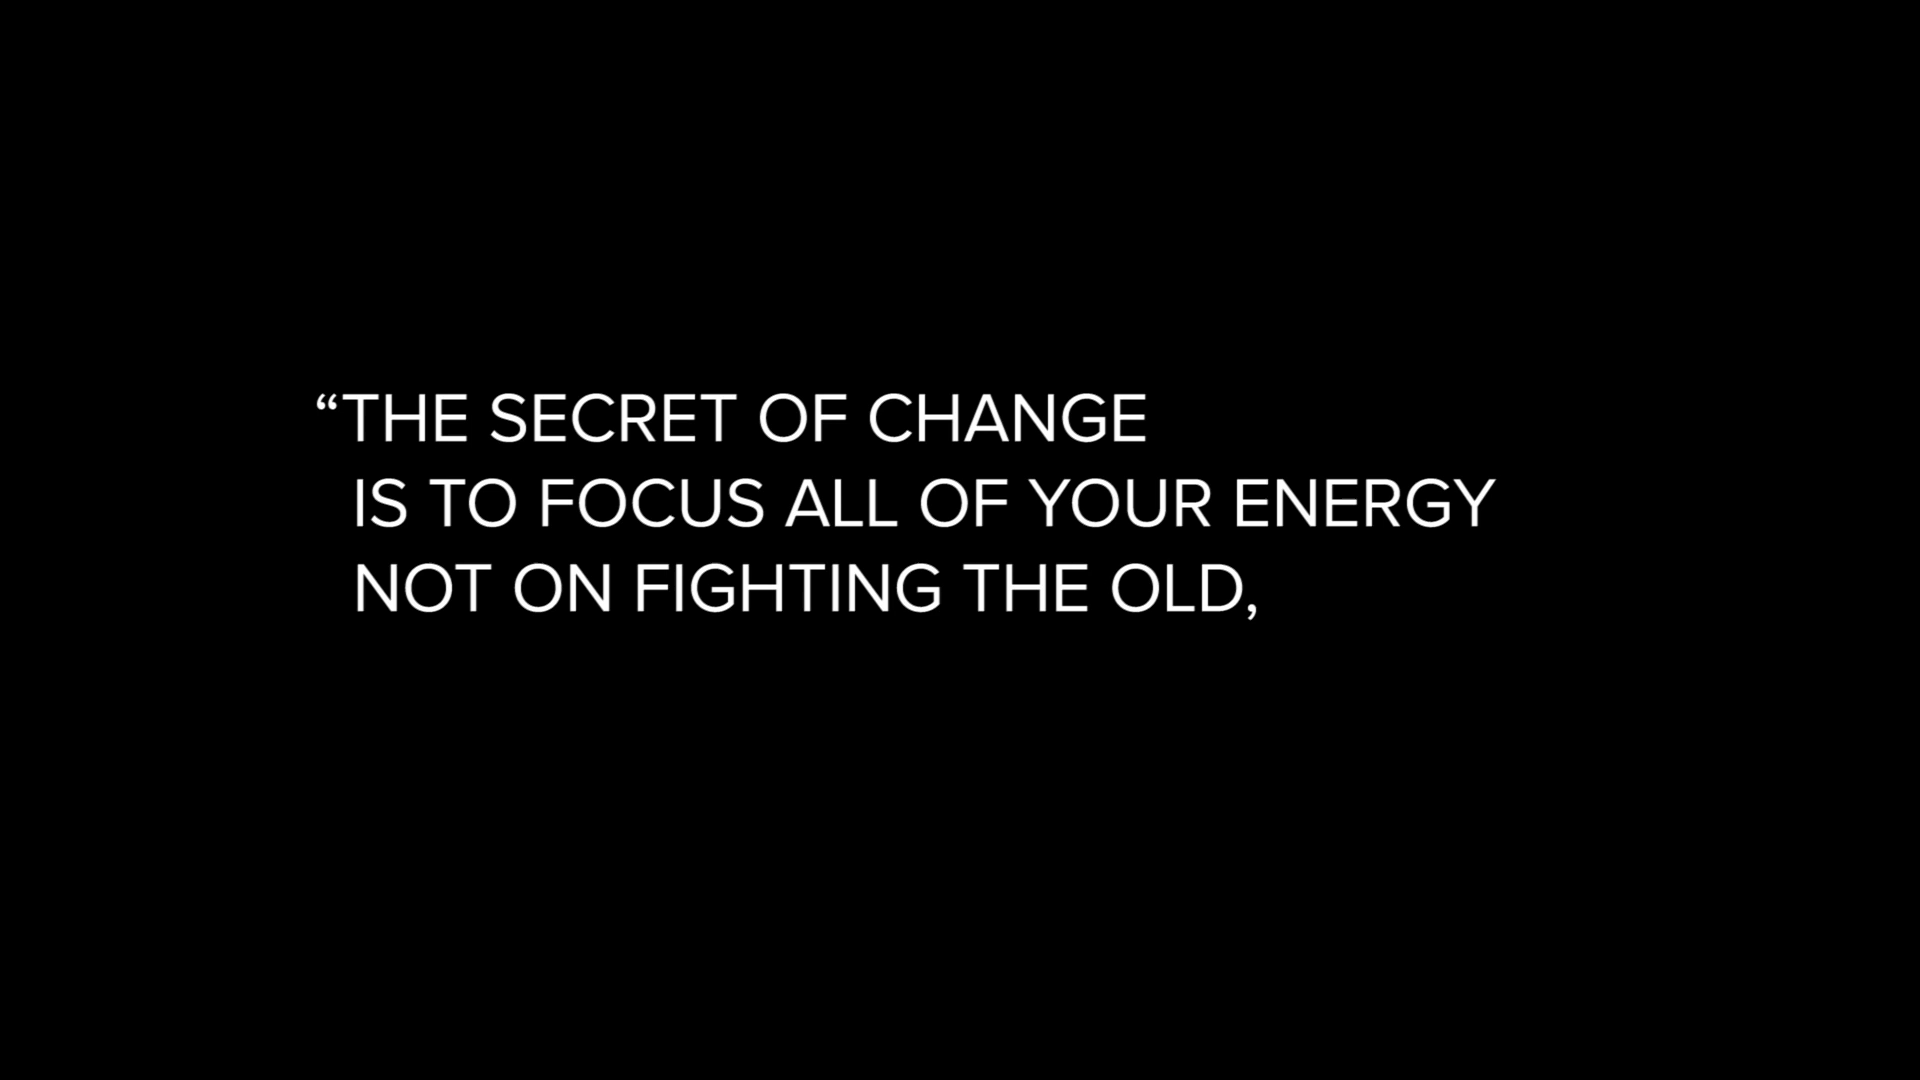 “THE SECRET OF CHANGE
IS TO FOCUS ALL OF YOUR ENERGY
NOT ON FIGHTING THE OLD,